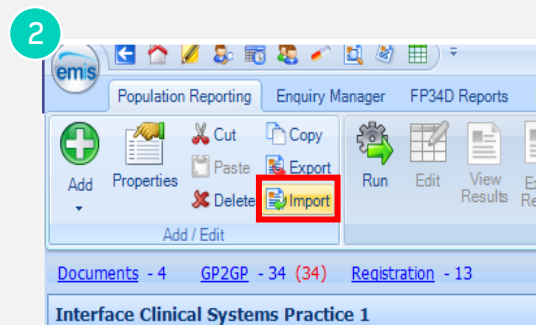 2
emis
Population Reporting Enquiry Manager FP34D Reports
Cut Copy
Paste Export
Add Properties Delete Import Run Edit View Results
Add / Edit
Documents - 4 GP2GP - 34 (34) Registration - 13
Interface Clinical Systems Practice 1